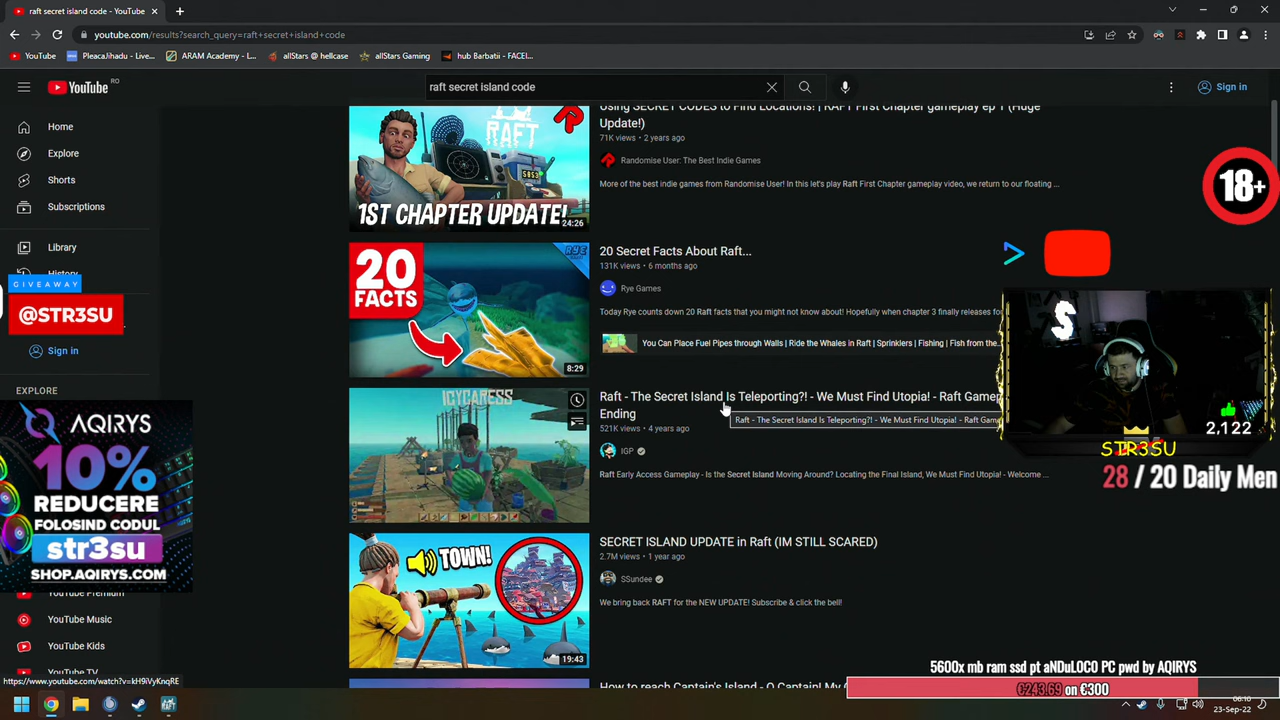 raft secret island code - YouTube
youtube.com/results?search_query=raft+secret+island+code
YouTube
PleacaJihadu - Live...
ARAM Academy - L...
allStars @ hellcase
allStars Gaming
hub Barbatii - FACEI...
YouTube RO
raft secret island code
Sign in
Home
Explore
Shorts
Subscriptions
Library
History
GIVEAWAY
@STR3SU
Sign in
EXPLORE
AQIRYS
10%
REDUCERE
FOLOSIND CODUL
str3su
SHOP.AQIRYS.COM
YouTube Premium
YouTube Music
YouTube Kids
YouTube TV
https://www.youtube.com/watch?v=kH9iVyKnqRE
RAFT
5053
1ST CHAPTER UPDATE!
24:26
Using SECRET CODES to Find Locations! | RAFT First Chapter gameplay ep 1 (Huge
Update!)
71K views • 2 years ago
Randomise User: The Best Indie Games
More of the best indie games from Randomise User! In this let's play Raft First Chapter gameplay video, we return to our floating ...
20
FACTS
RYE
8:29
20 Secret Facts About Raft...
131K views • 6 months ago
Rye Games
Today Rye counts down 20 Raft facts that you might not know about! Hopefully when chapter 3 finally releases fo
You Can Place Fuel Pipes through Walls | Ride the Whales in Raft | Sprinklers | Fishing | Fish from the...
ICYCARESS
Raft - The Secret Island Is Teleporting?! - We Must Find Utopia! - Raft Gamep
Ending
Raft - The Secret Island Is Teleporting?! - We Must Find Utopia! - Raft Gam
521K views • 4 years ago
IGP
Raft Early Access Gameplay - Is the Secret Island Moving Around? Locating the Final Island, We Must Find Utopia! - Welcome ...
TOWN!
19:43
SECRET ISLAND UPDATE in Raft (IM STILL SCARED)
2.7M views • 1 year ago
SSundee
We bring back RAFT for the NEW UPDATE! Subscribe & click the bell!
How to reach Captain's Island - O Captain! My
18+
S
2,122
STR3SU
28 / 20 Daily Men
5600x mb ram ssd pt aNDuLOCO PC pwd by AQIRYS
€243.69 on €300
06:10
23-Sep-22